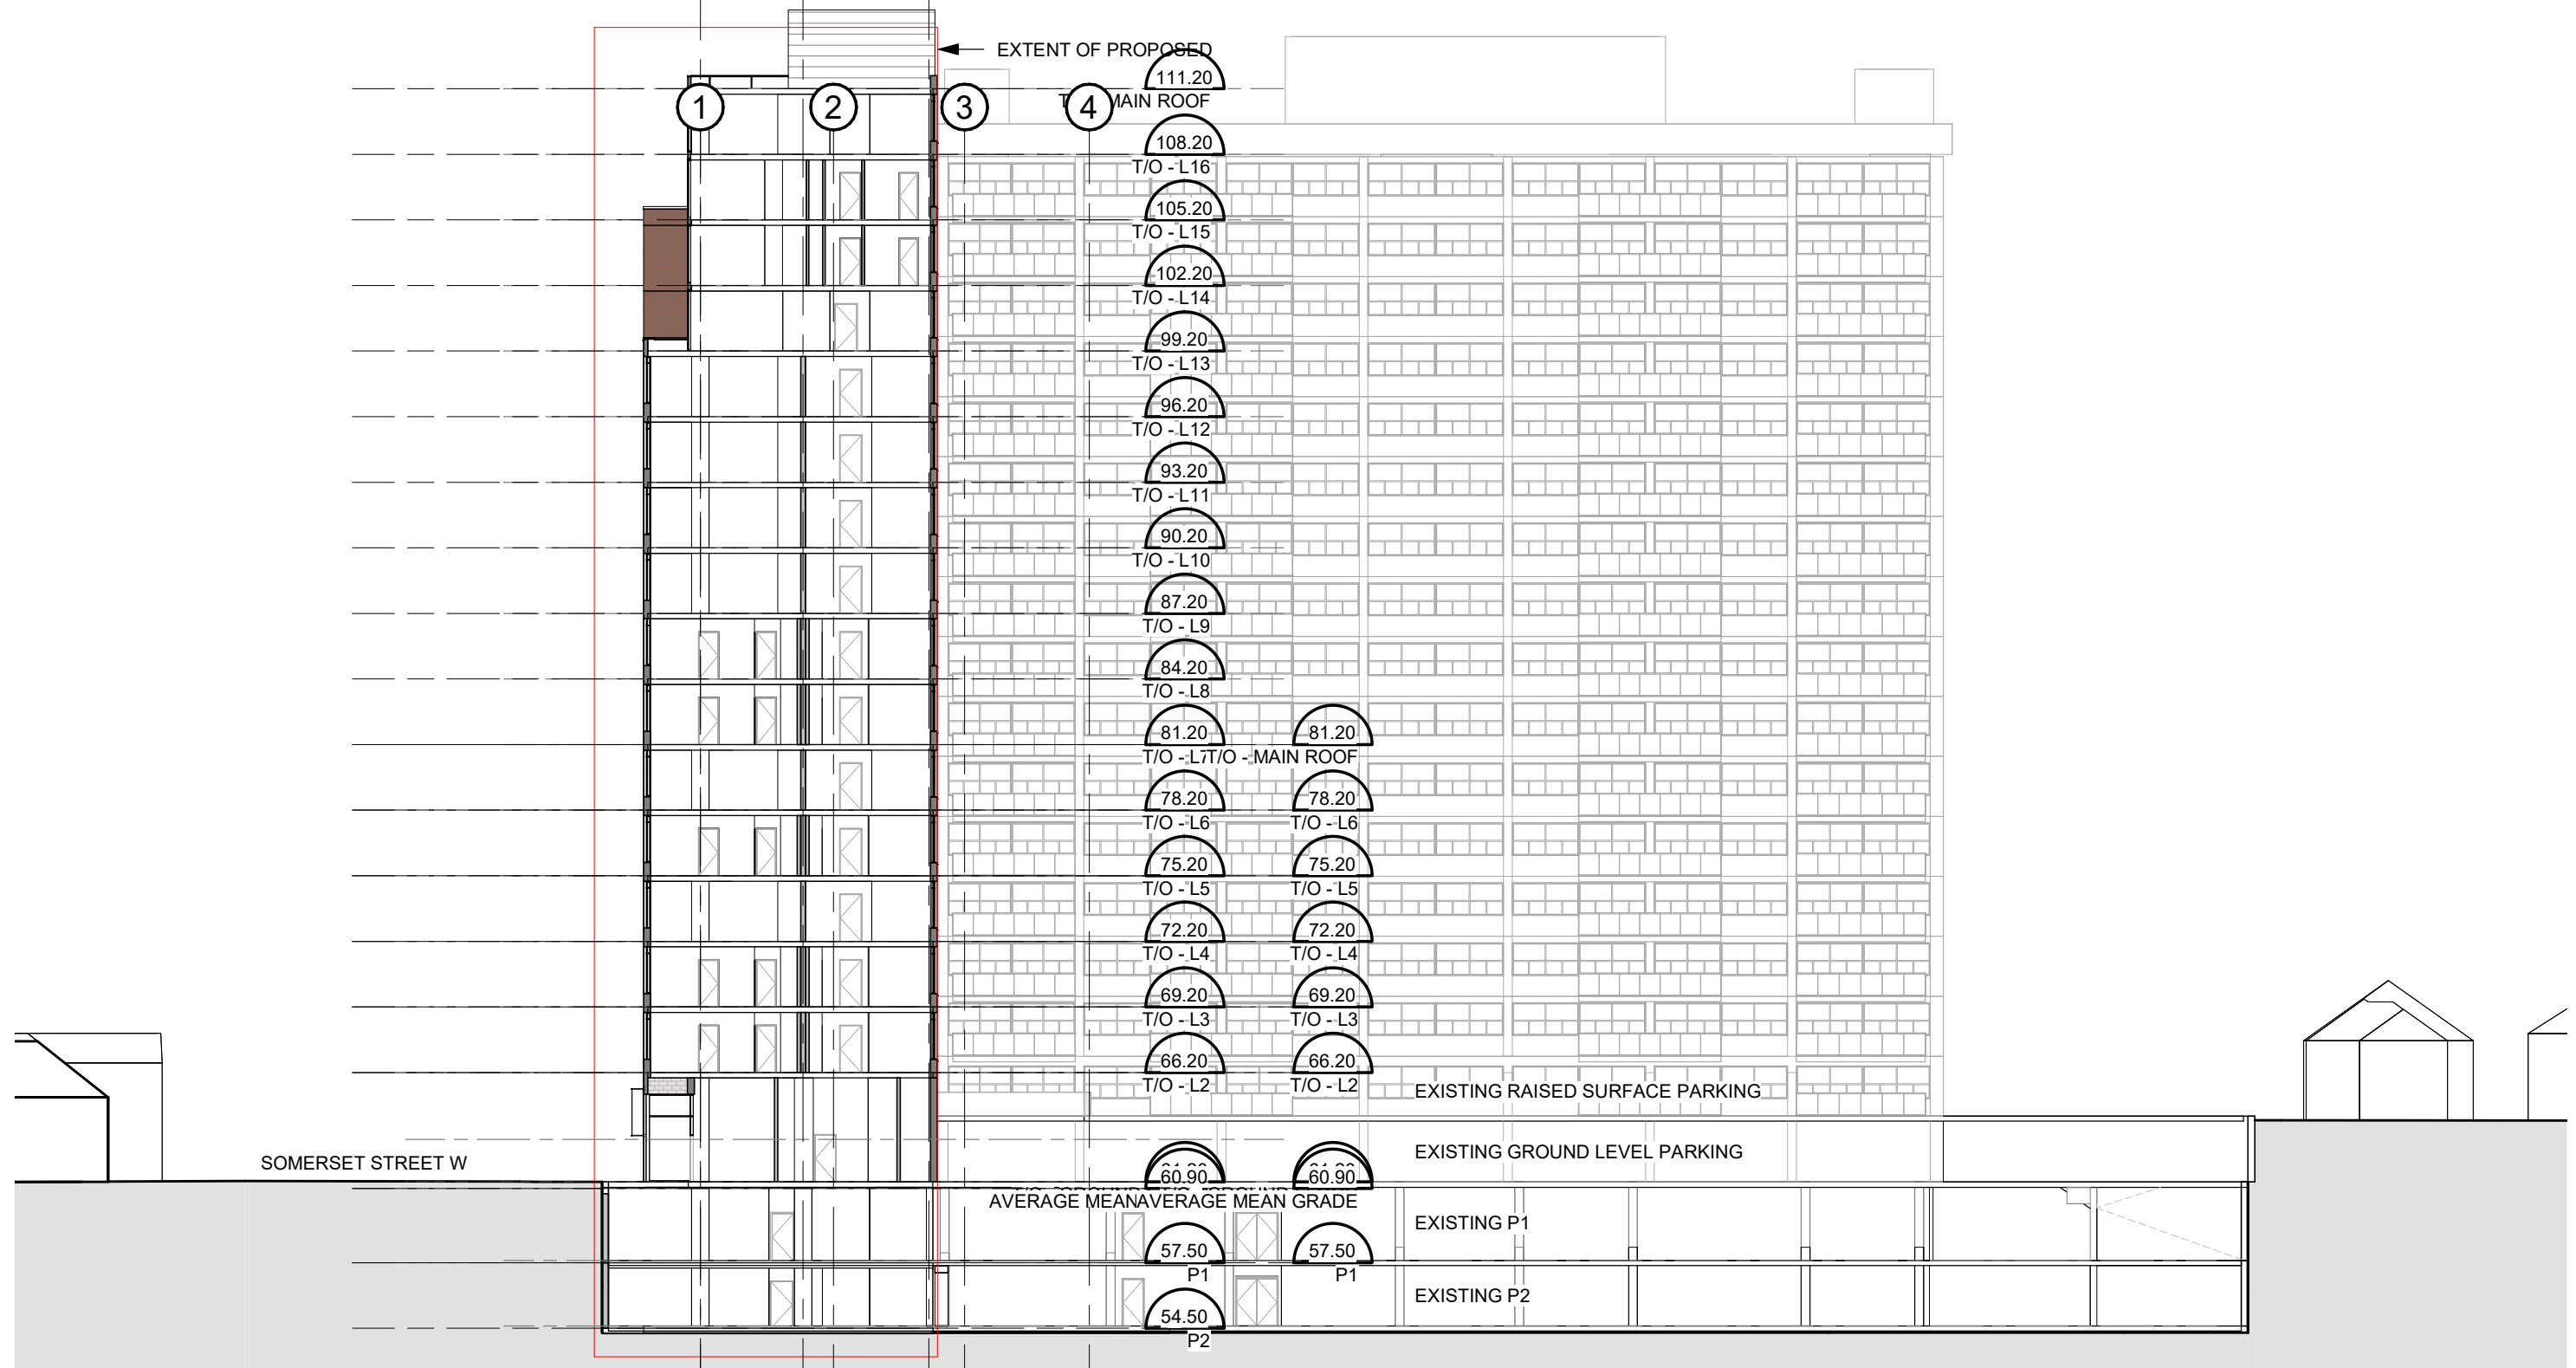 EXTENT OF PROPOSED
111.20
MAIN ROOF
1
2
3
4
108.20
T/O - L16
105.20
T/O - L15
102.20
T/O - L14
99.20
T/O - L13
96.20
T/O - L12
93.20
T/O - L11
90.20
T/O - L10
87.20
T/O - L9
84.20
T/O - L8
81.20 81.20
T/O - L7 T/O - MAIN ROOF
78.20 78.20
T/O - L6 T/O - L6
75.20 75.20
T/O - L5 T/O - L5
72.20 72.20
T/O - L4 T/O - L4
69.20 69.20
T/O - L3 T/O - L3
66.20 66.20
T/O - L2 T/O - L2
EXISTING RAISED SURFACE PARKING
EXISTING GROUND LEVEL PARKING
SOMERSET STREET W
60.90 60.90
AVERAGE MEAN AVERAGE MEAN GRADE
EXISTING P1
57.50 57.50
P1 P1
EXISTING P2
54.50
P2